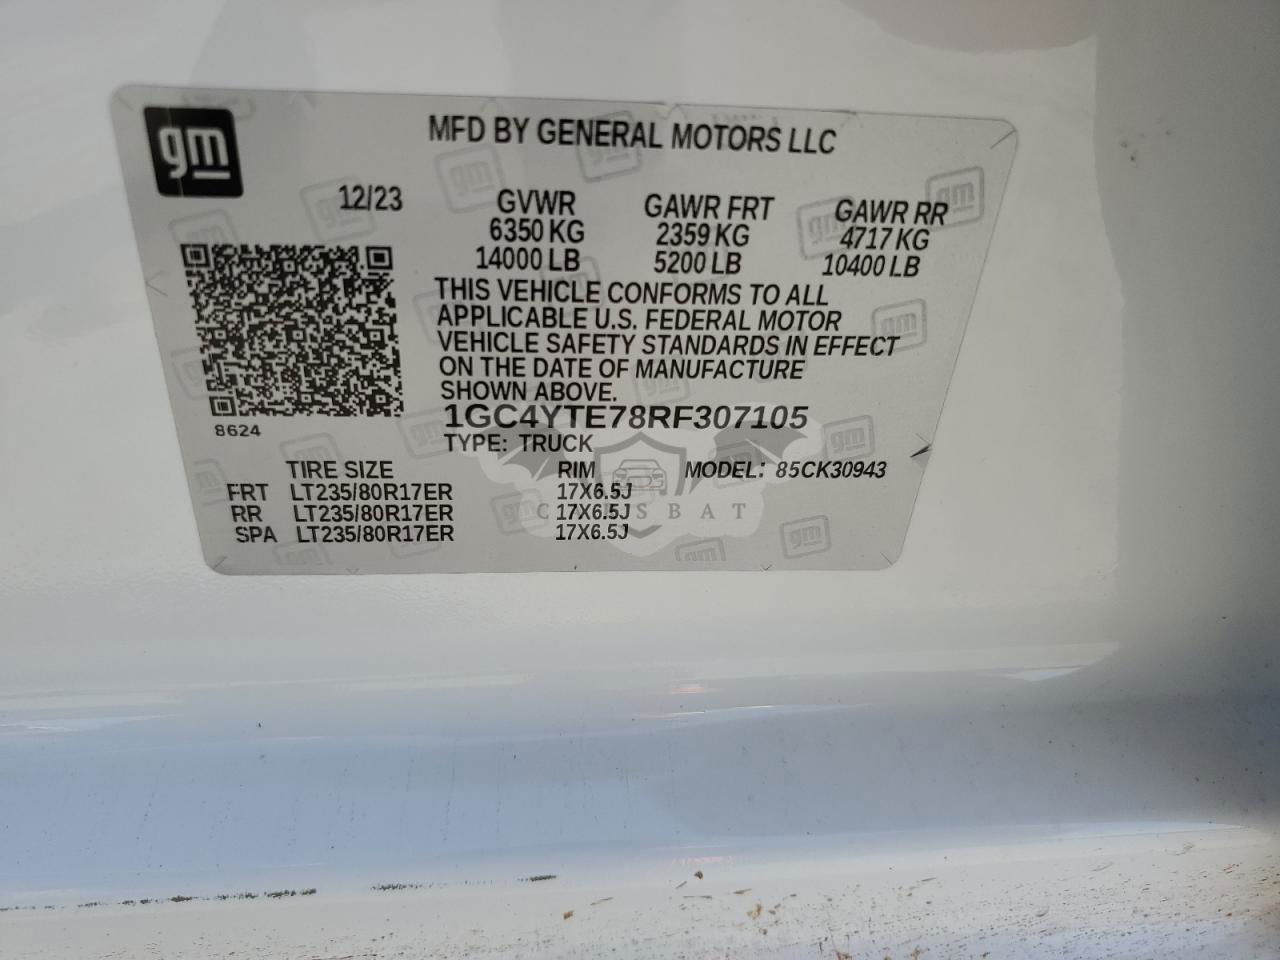 gm
MFD BY GENERAL MOTORS LLC
12/23
GVWR GAWR FRT GAWR RR
6350 KG 2359 KG 4717 KG
14000 LB 5200 LB 10400 LB
THIS VEHICLE CONFORMS TO ALL
APPLICABLE U.S. FEDERAL MOTOR
VEHICLE SAFETY STANDARDS IN EFFECT
ON THE DATE OF MANUFACTURE
SHOWN ABOVE.
8624
1GC4YTE78RF307105
TYPE: TRUCK
TIRE SIZE RIM MODEL: 85CK30943
FRT LT235/80R17ER 17X6.5J
RR LT235/80R17ER 17X6.5J
SPA LT235/80R17ER 17X6.5J